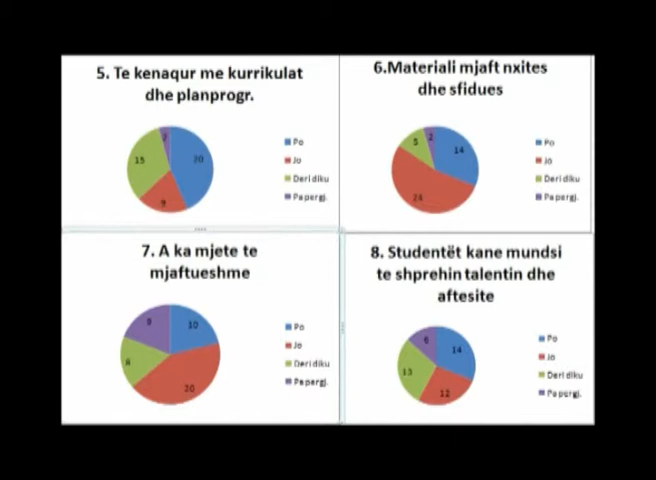 5. Te kenaqur me kurrikulat
dhe planprogr.
20
9
15
2
Po
Jo
Deri diku
Pa pergj.
6.Materiali mjaft nxites
dhe sfidues
14
24
5
2
Po
Jo
Deri diku
Pa pergj.
7. A ka mjete te
mjaftueshme
10
20
8
9
Po
Jo
Deri diku
Pa pergj.
8. Studentët kane mundsi
te shprehin talentin dhe
aftesite
14
12
13
6
Po
Jo
Deri diku
Pa pergj.